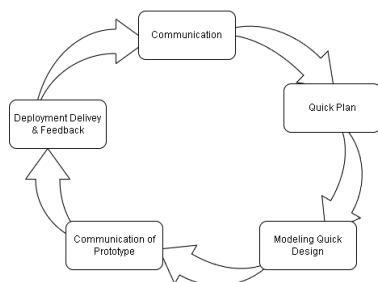 Communication
Quick Plan
Modeling Quick
Design
Communication of
Prototype
Deployment Delivey
& Feedback